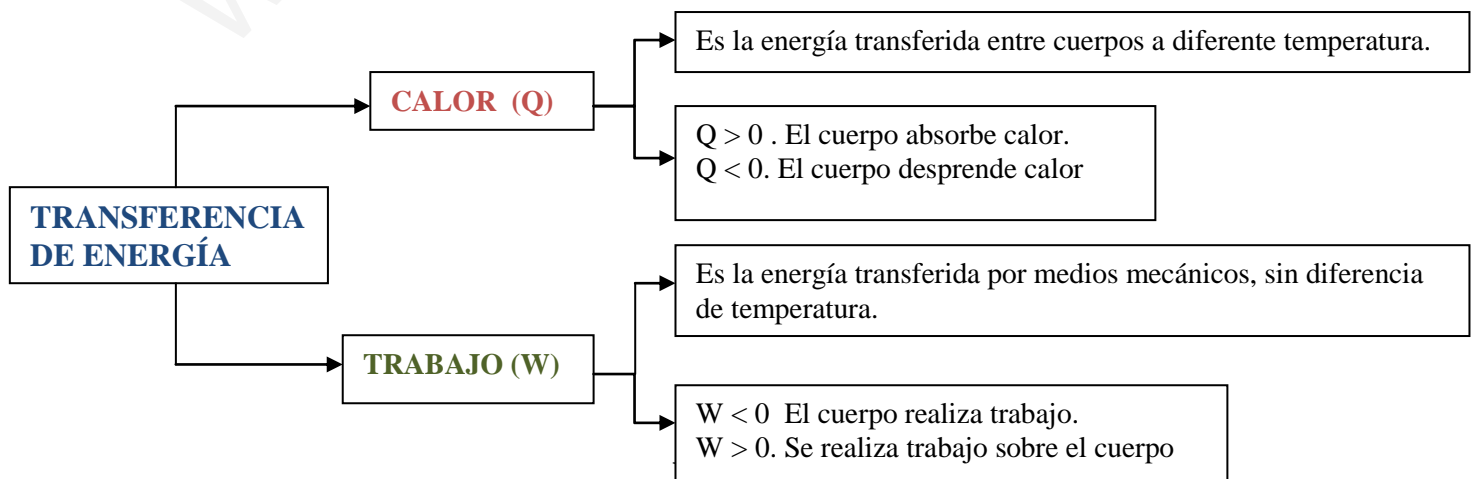 Es la energía transferida entre cuerpos a diferente temperatura.
CALOR (Q)
Q > 0 . El cuerpo absorbe calor.
Q < 0. El cuerpo desprende calor
TRANSFERENCIA
DE ENERGÍA
Es la energía transferida por medios mecánicos, sin diferencia
de temperatura.
TRABAJO (W)
W < 0 El cuerpo realiza trabajo.
W > 0. Se realiza trabajo sobre el cuerpo